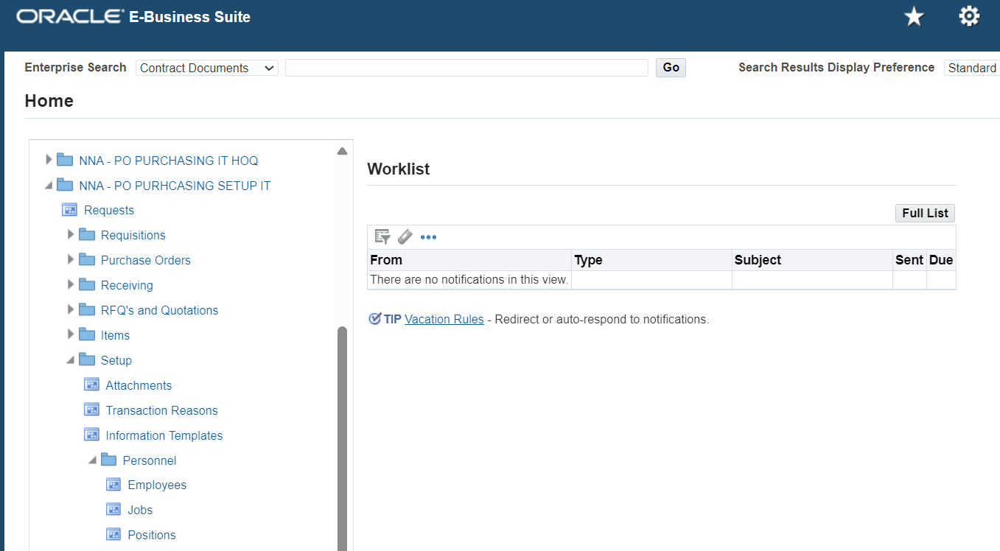 ORACLE E-Business Suite
Enterprise Search Contract Documents Go Search Results Display Preference Standard
Home
NNA - PO PURCHASING IT HOQ
NNA - PO PURHCASING SETUP IT
Requests
Requisitions
Purchase Orders
Receiving
RFQ's and Quotations
Items
Setup
Attachments
Transaction Reasons
Information Templates
Personnel
Employees
Jobs
Positions
Worklist
Full List
From Type Subject Sent Due
There are no notifications in this view.
TIP Vacation Rules - Redirect or auto-respond to notifications.